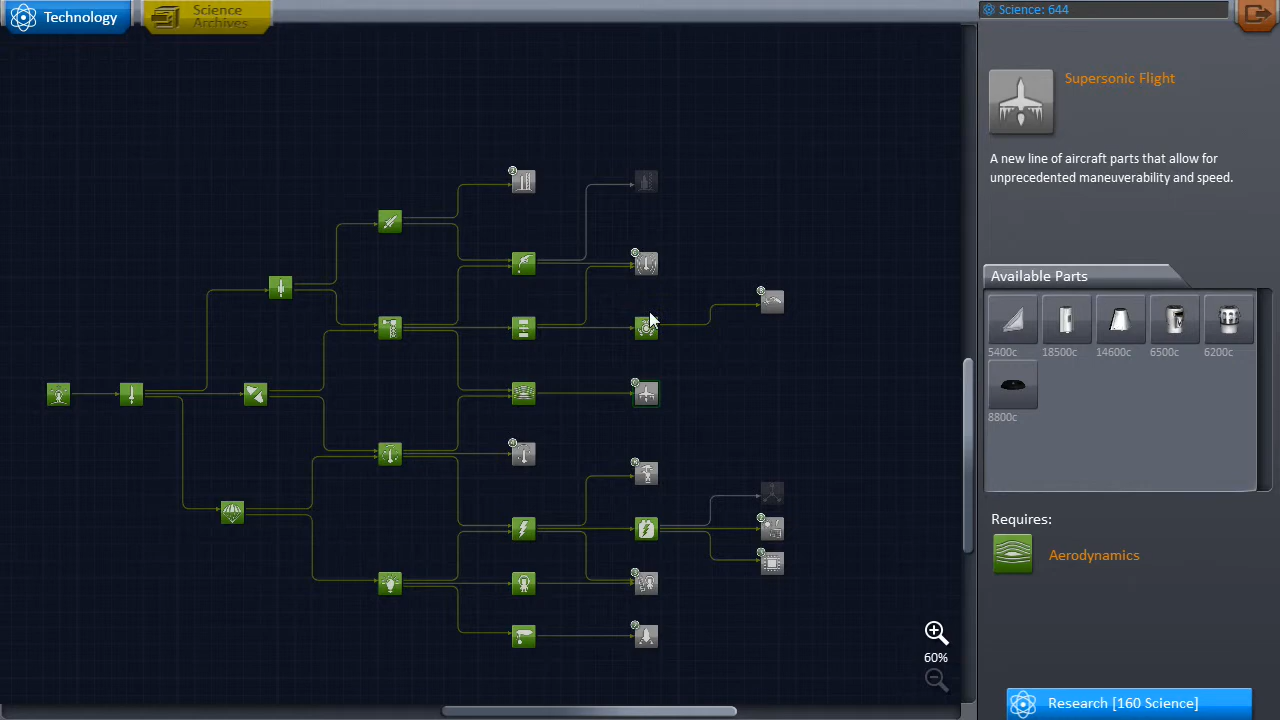 Technology
Science
Archives
Science: 644
Supersonic Flight
A new line of aircraft parts that allow for
unprecedented maneuverability and speed.
Available Parts
5400c
18500c
14600c
6500c
6200c
8800c
Requires:
Aerodynamics
60%
Research [160 Science]